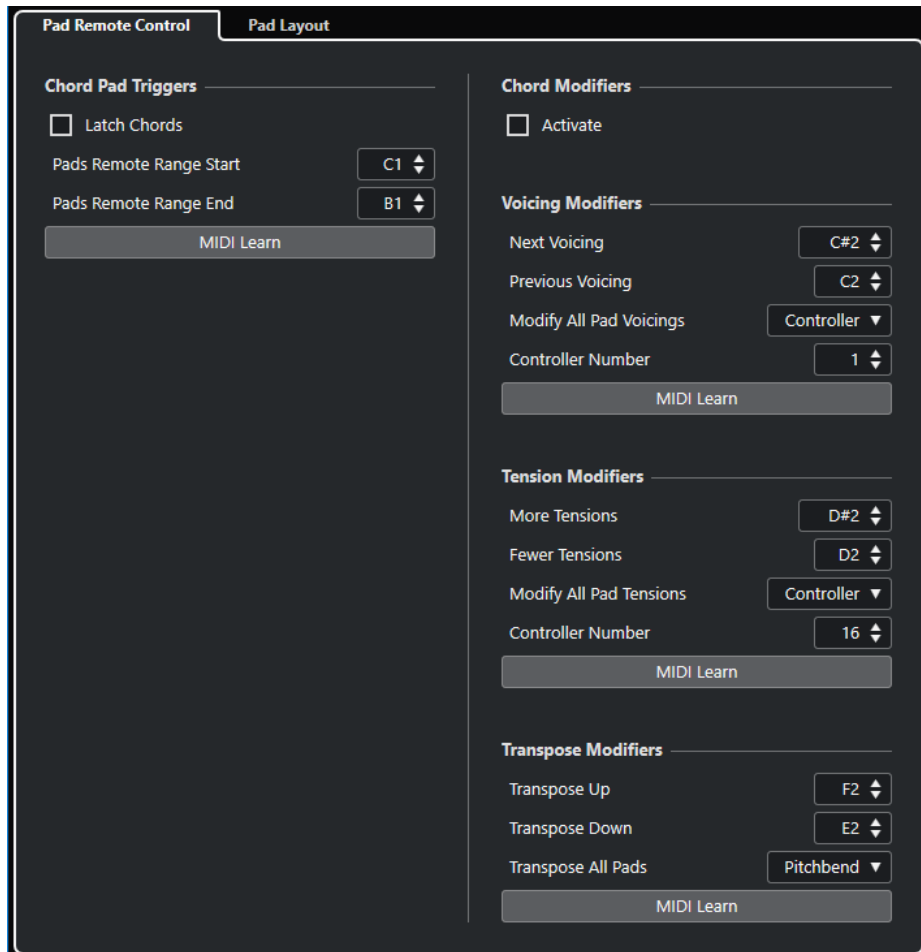 Pad Remote Control
Pad Layout
Chord Pad Triggers
Latch Chords
Pads Remote Range Start C1
Pads Remote Range End B1
MIDI Learn
Chord Modifiers
Activate
Voicing Modifiers
Next Voicing C#2
Previous Voicing C2
Modify All Pad Voicings Controller
Controller Number 1
MIDI Learn
Tension Modifiers
More Tensions D#2
Fewer Tensions D2
Modify All Pad Tensions Controller
Controller Number 16
MIDI Learn
Transpose Modifiers
Transpose Up F2
Transpose Down E2
Transpose All Pads Pitchbend
MIDI Learn